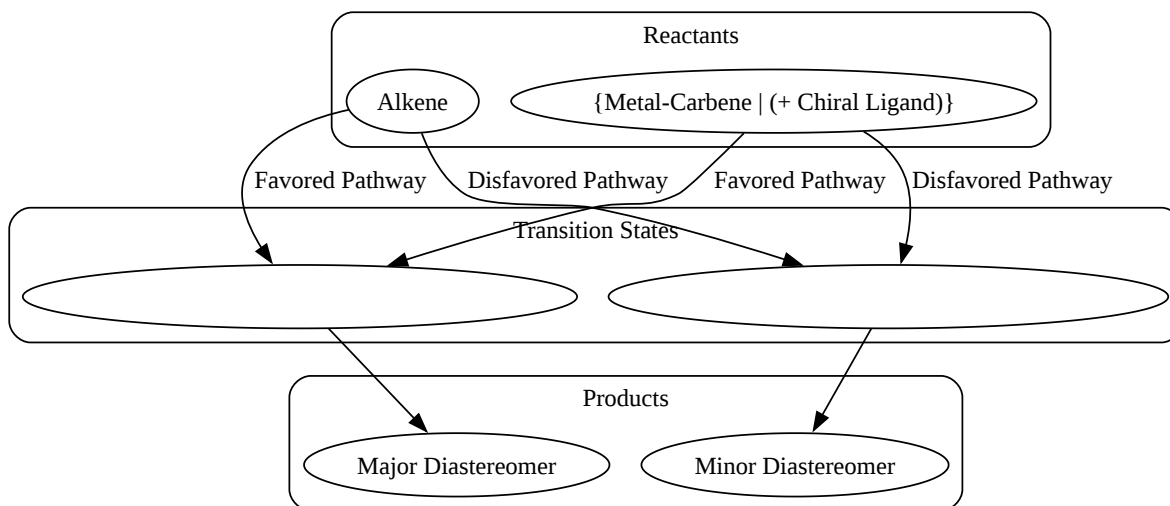 Reactants
Alkene
{Metal-Carbene | (+ Chiral Ligand)}
Favored Pathway
Disfavored Pathway
Favored Pathway
Disfavored Pathway
Transition States
Products
Major Diastereomer
Minor Diastereomer